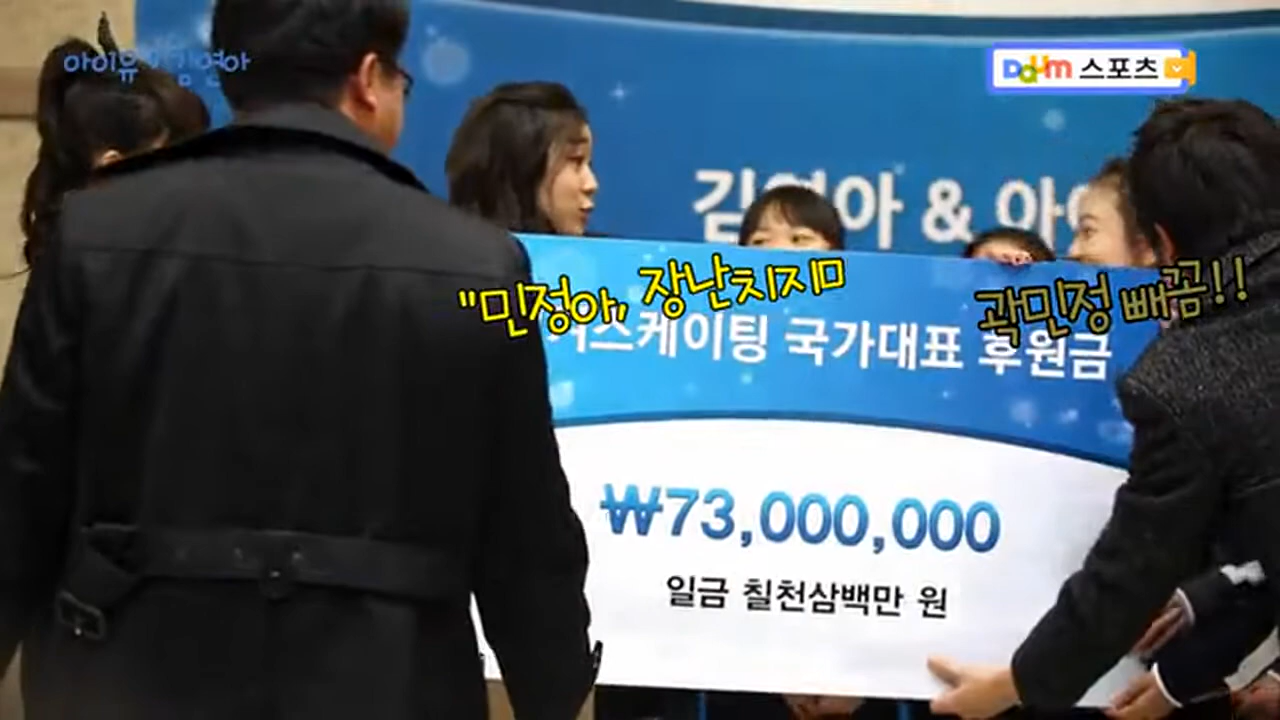 아이유 김연아
Daum 스포츠
김연아 & 아이
"민정아, 장난치지마
곽민정 빼꼼!!
스케이팅 국가대표 후원금
₩73,000,000
일금 칠천삼백만 원